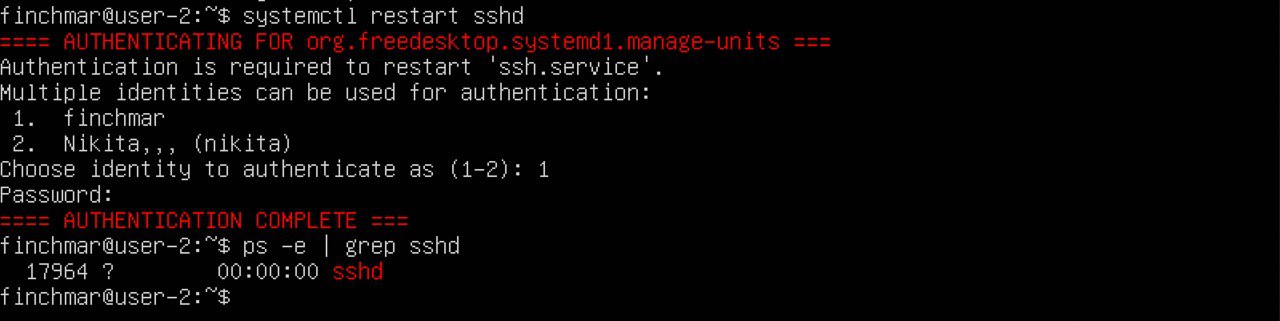 finchmar@user-2:~$ systemctl restart sshd
==== AUTHENTICATING FOR org.freedesktop.systemd1.manage-units ===
Authentication is required to restart 'ssh.service'.
Multiple identities can be used for authentication:
 1.  finchmar
 2.  Nikita,,, (nikita)
Choose identity to authenticate as (1-2): 1
Password:
==== AUTHENTICATION COMPLETE ===
finchmar@user-2:~$ ps -e | grep sshd
  17964 ?        00:00:00 sshd
finchmar@user-2:~$